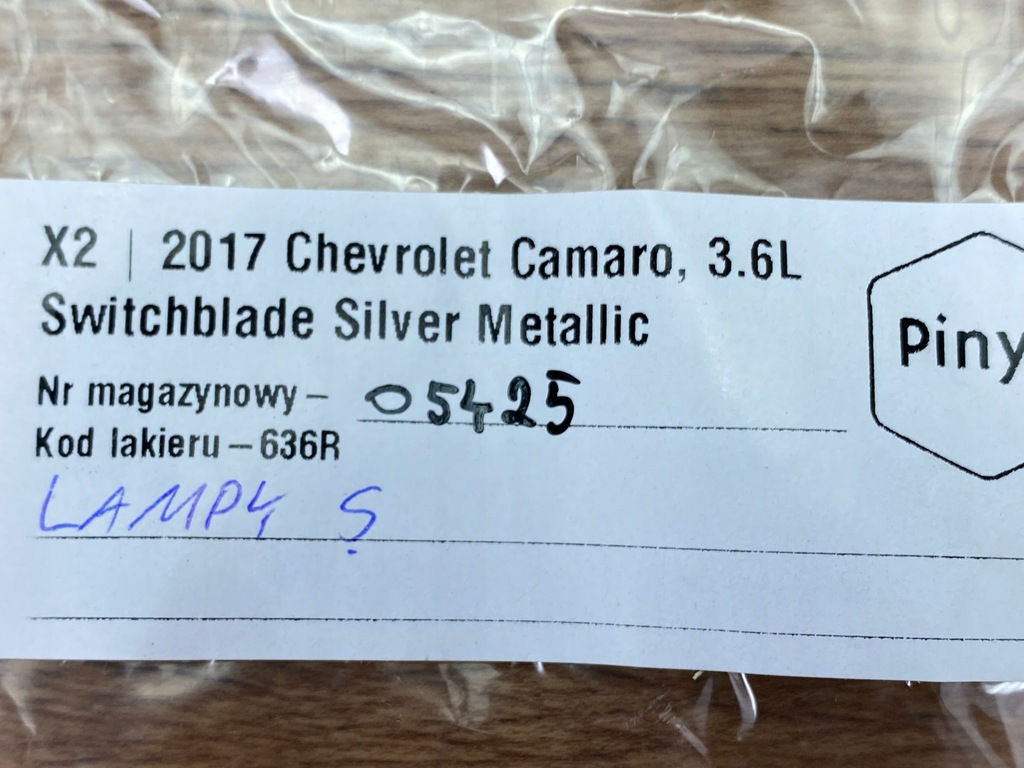 X2 | 2017 Chevrolet Camaro, 3.6L
Switchblade Silver Metallic
Nr magazynowy – 05425
Kod lakieru – 636R
LAMPY Ş
Piny